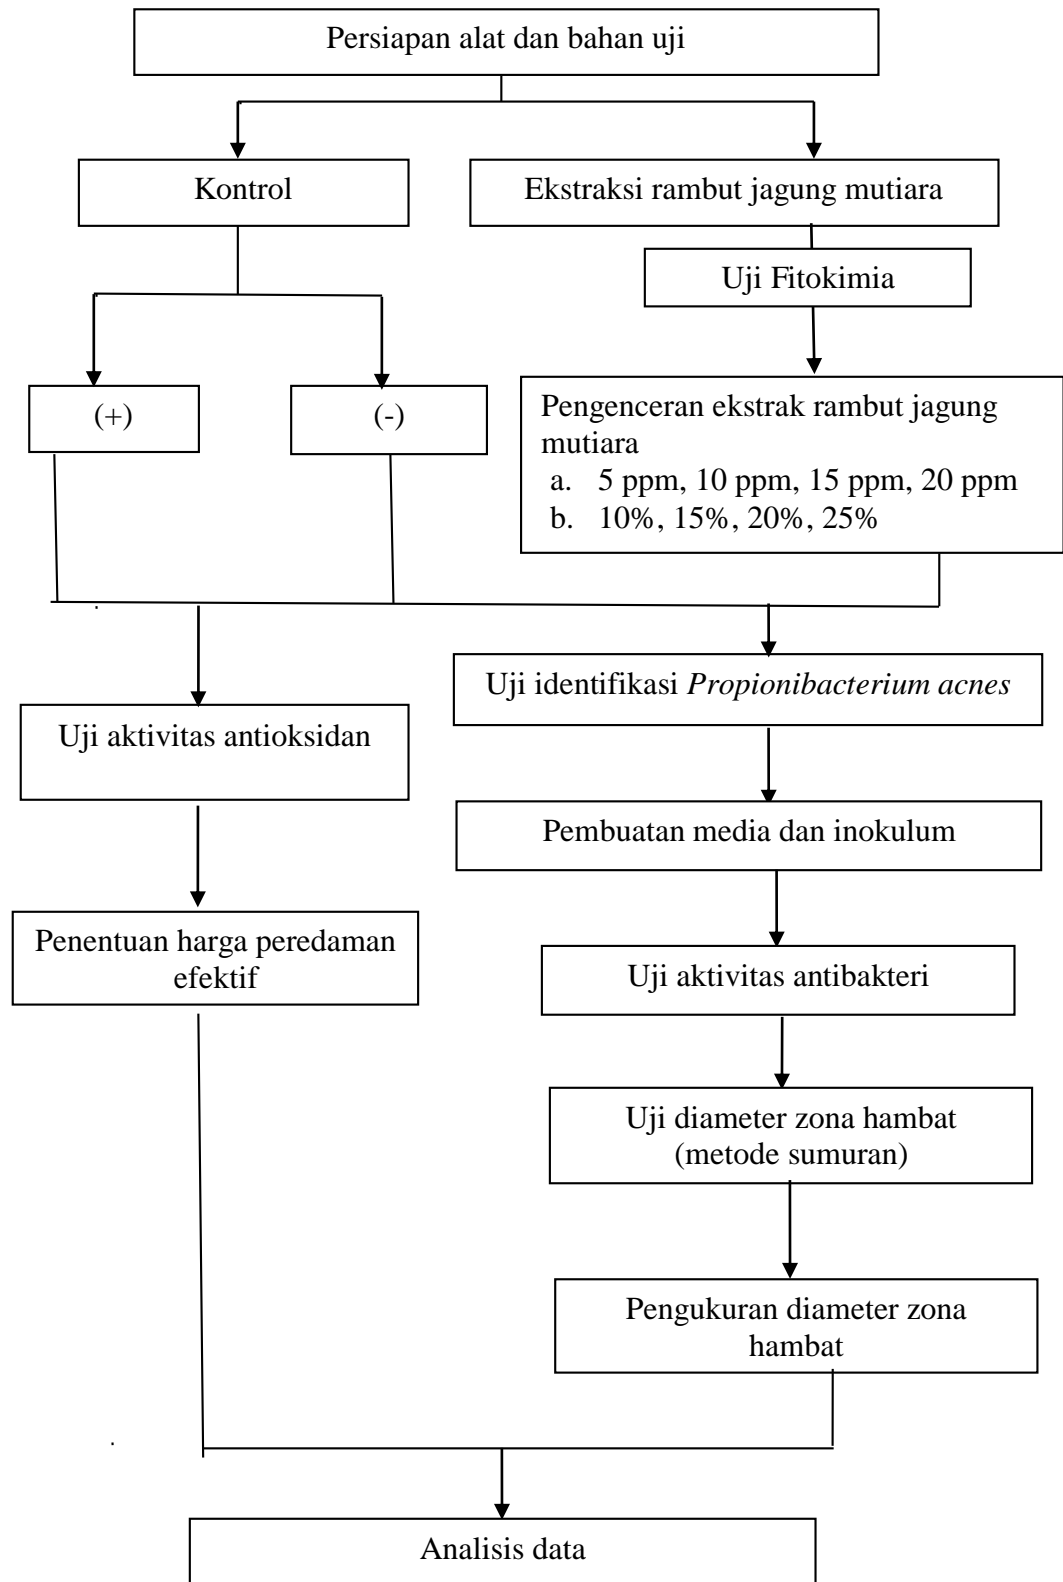 Persiapan alat dan bahan uji
Kontrol
Ekstraksi rambut jagung mutiara
Uji Fitokimia
(+)
(-)
Pengenceran ekstrak rambut jagung
mutiara
a. 5 ppm, 10 ppm, 15 ppm, 20 ppm
b. 10%, 15%, 20%, 25%
Uji identifikasi Propionibacterium acnes
Uji aktivitas antioksidan
Pembuatan media dan inokulum
Penentuan harga peredaman
efektif
Uji aktivitas antibakteri
Uji diameter zona hambat
(metode sumuran)
Pengukuran diameter zona
hambat
Analisis data